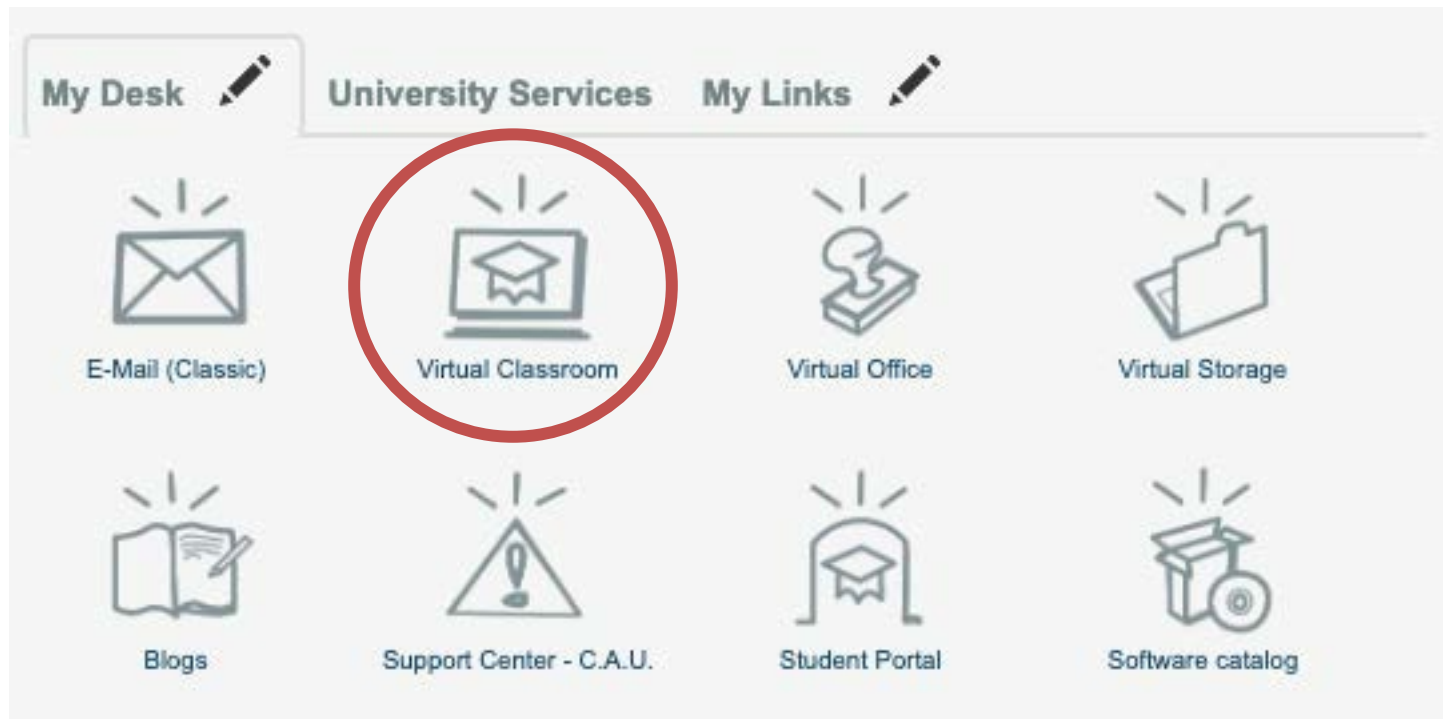 My Desk University Services My Links
E-Mail (Classic) Virtual Classroom Virtual Office Virtual Storage
Blogs Support Center - C.A.U. Student Portal Software catalog